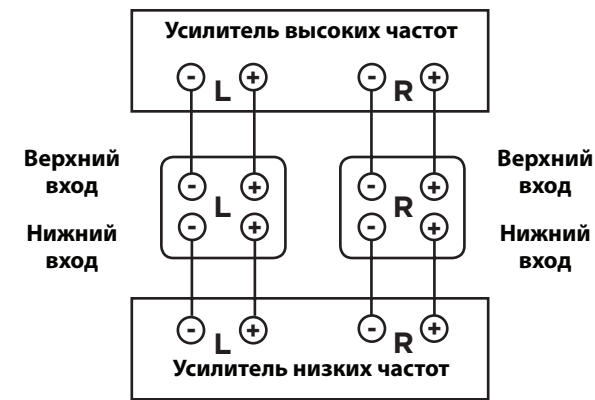 Усилитель высоких частот
- L + - R +
Верхний
вход
- L + - R +
Верхний
вход
Нижний
вход
- + - +
Нижний
вход
- L + - R +
Усилитель низких частот